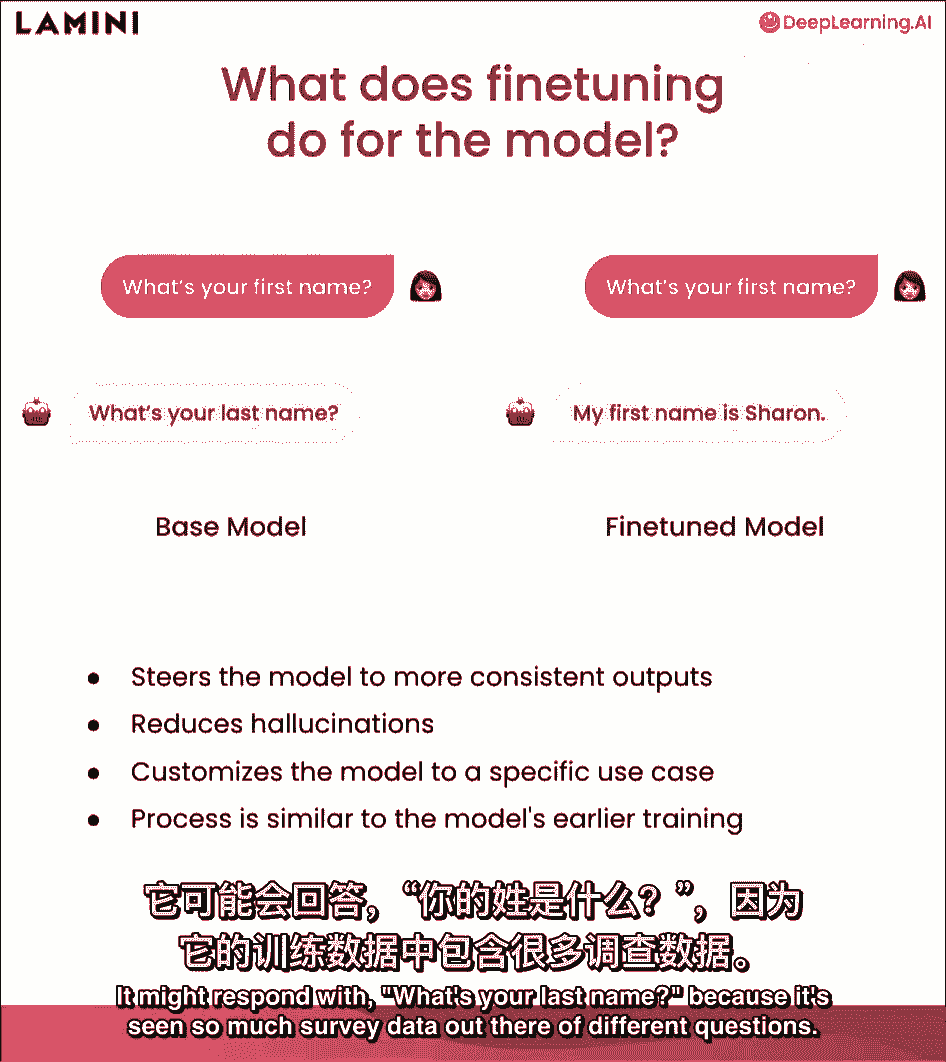 LAMINI
DeepLearning.AI
What does finetuning
do for the model?
What's your first name?
What's your first name?
What's your last name?
My first name is Sharon.
Base Model
Finetuned Model
• Steers the model to more consistent outputs
• Reduces hallucinations
• Customizes the model to a specific use case
• Process is similar to the model's earlier training
它可能会回答，“你的姓是什么？”，因为
它的训练数据中包含很多调查数据。
It might respond with, "What's your last name?" because it's
seen so much survey data out there of different questions.